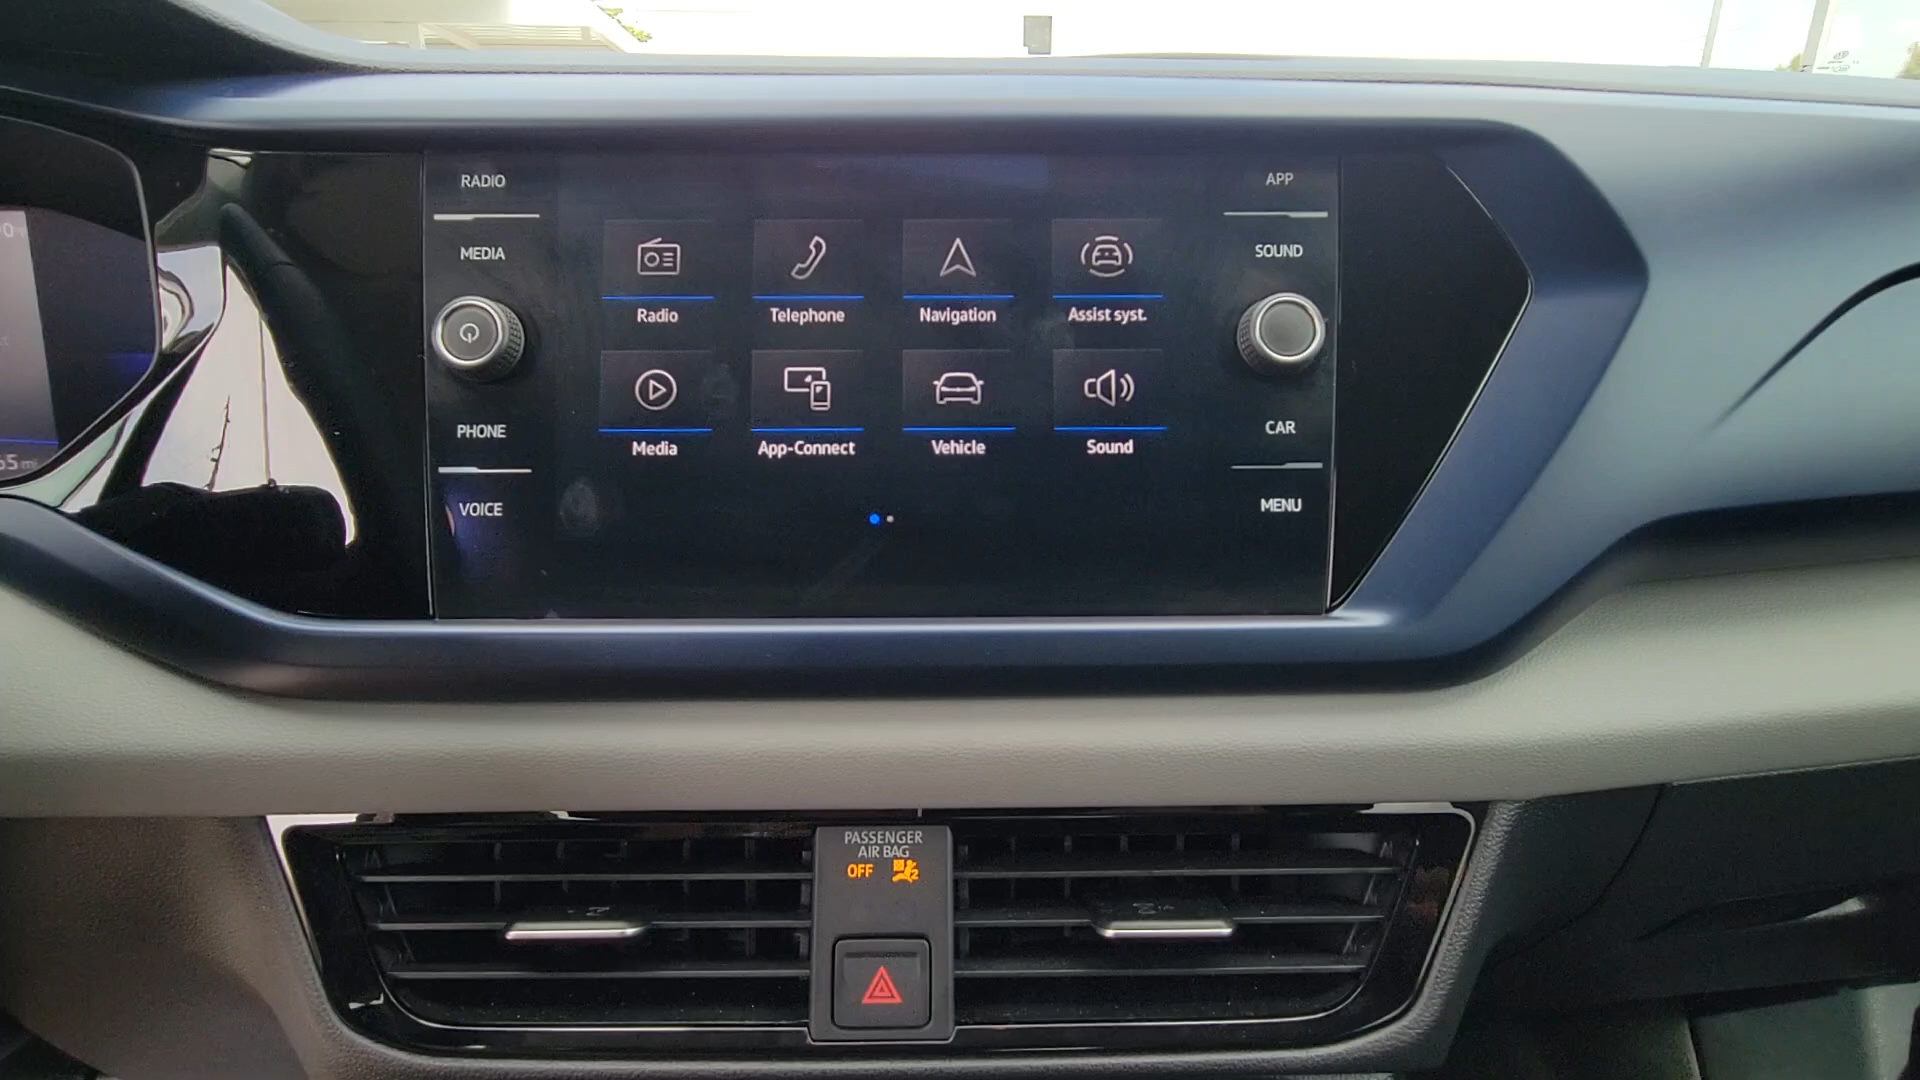 RADIO
MEDIA
PHONE
VOICE
Radio
Telephone
Navigation
Assist syst.
Media
App-Connect
Vehicle
Sound
APP
SOUND
CAR
MENU
PASSENGER
AIR BAG
OFF
2